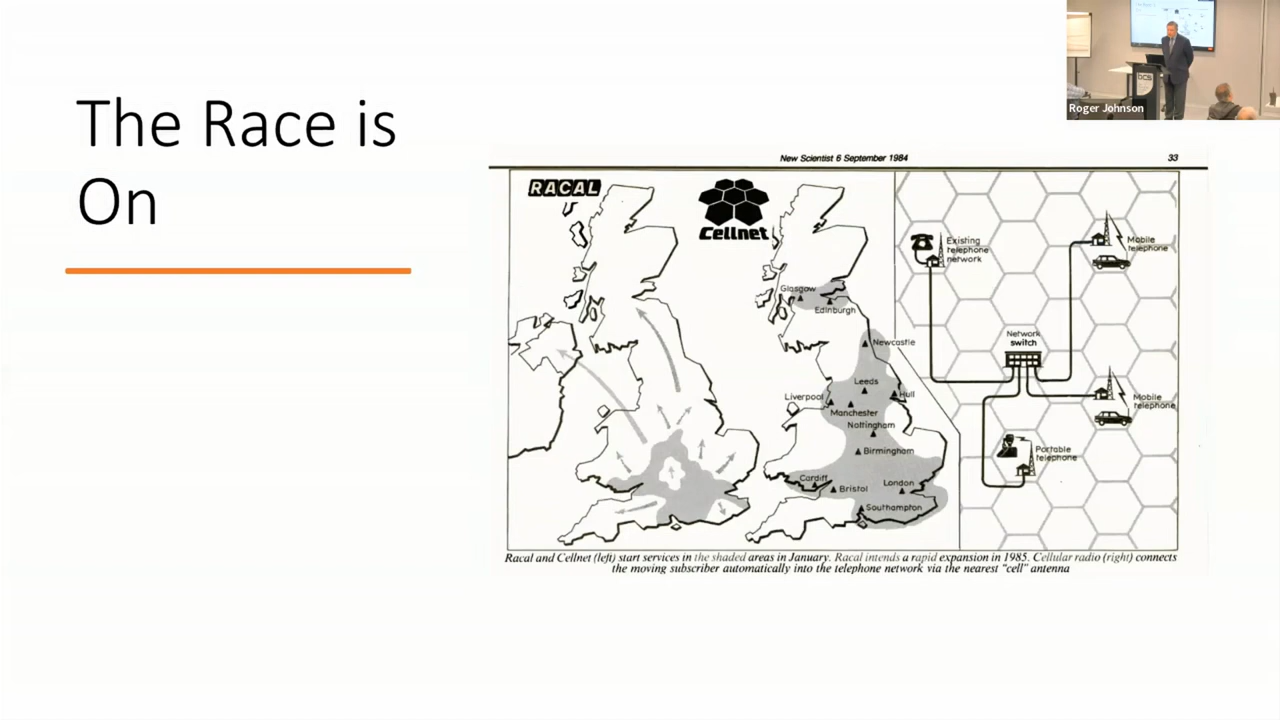 The Race is
On
Roger Johnson
bcs
New Scientist 6 September 1984
33
RACAL
Cellnet
Glasgow
Edinburgh
Newcastle
Leeds
Liverpool
Hull
Manchester
Nottingham
Birmingham
Cardiff
Bristol
London
Southampton
Existing
telephone
network
Mobile
telephone
Network
switch
Mobile
telephone
Portable
telephone
Racal and Cellnet (left) start services in the shaded areas in January. Racal intends a rapid expansion in 1985. Cellular radio (right) connects
the moving subscriber automatically into the telephone network via the nearest "cell" antenna